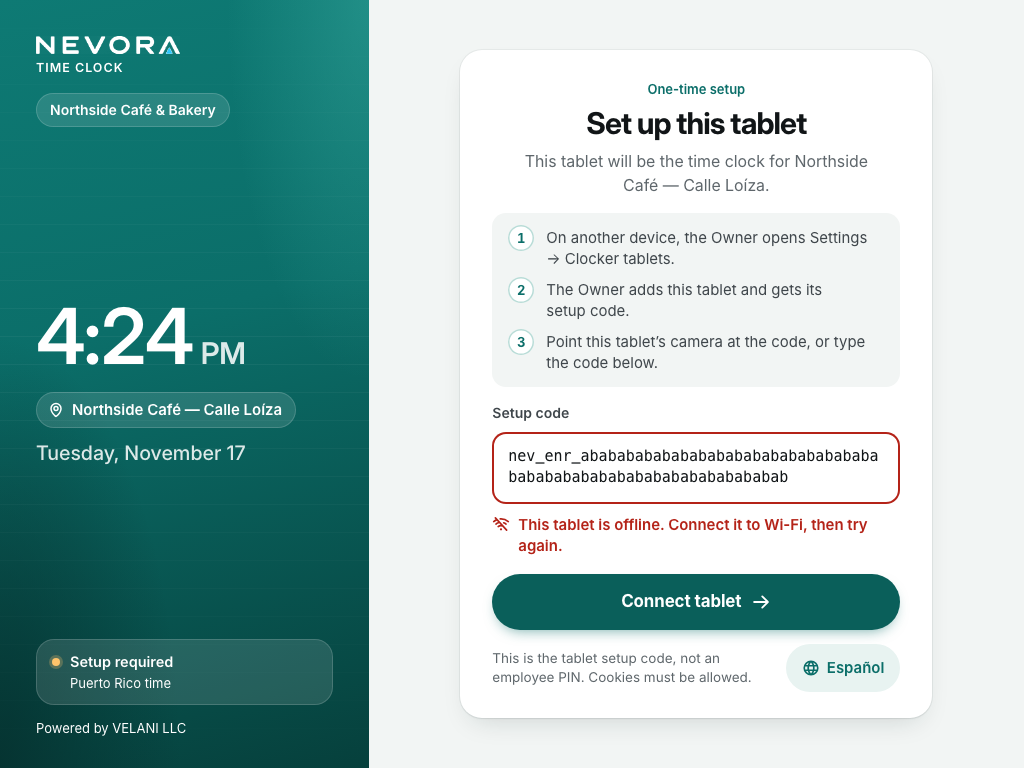 NEVORA
TIME CLOCK
Northside Café & Bakery
4:24 PM
Northside Café — Calle Loíza
Tuesday, November 17
Setup required
Puerto Rico time
Powered by VELANI LLC
One-time setup
Set up this tablet
This tablet will be the time clock for Northside
Café — Calle Loíza.
1 On another device, the Owner opens Settings
→ Clocker tablets.
2 The Owner adds this tablet and gets its
setup code.
3 Point this tablet’s camera at the code, or type
the code below.
Setup code
nev_enr_abababababababababababababababa
bababababababababababababababab
This tablet is offline. Connect it to Wi-Fi, then try
again.
Connect tablet →
This is the tablet setup code, not an
employee PIN. Cookies must be allowed.
Español